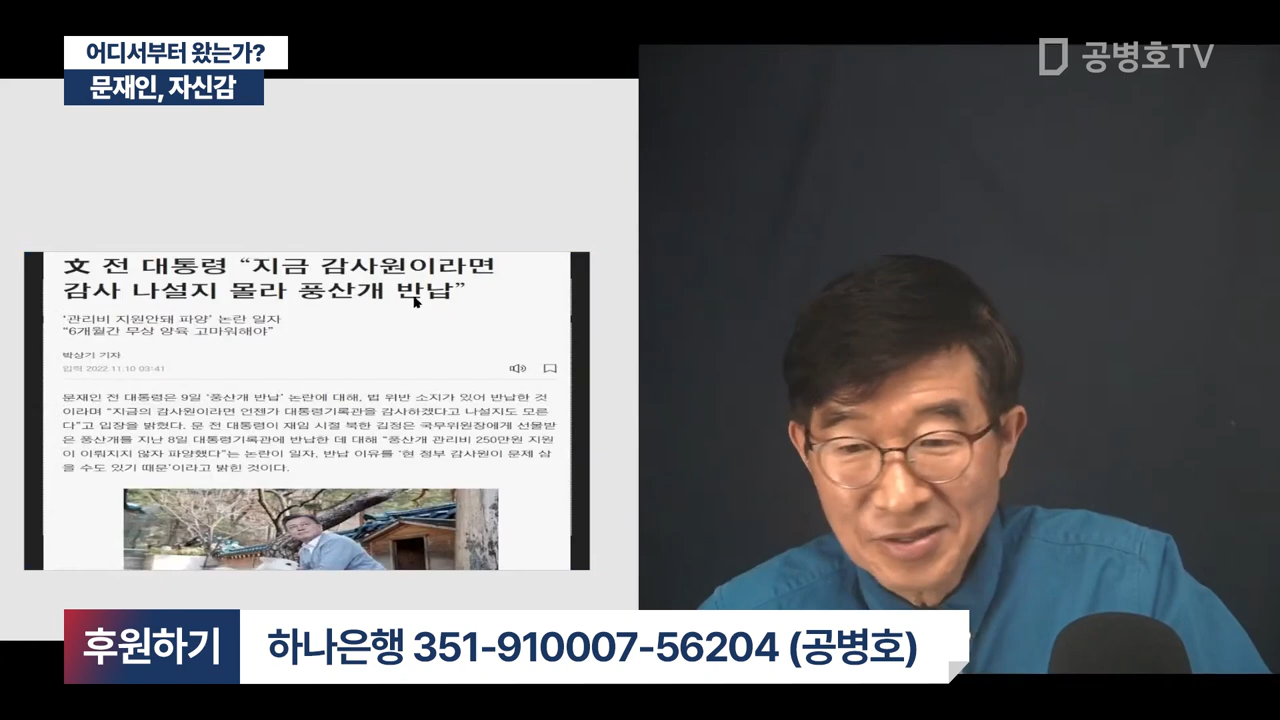 어디서부터 왔는가?
문재인, 자신감
공병호TV
文 전 대통령 “지금 감사원이라면
감사 나설지 몰라 풍산개 반납”
‘관리비 지원안돼 파양’ 논란 일자
“6개월간 무상 양육 고마워해야”
박상기 기자
입력 2022.11.10 03:41
문재인 전 대통령은 9일 ‘풍산개 반납’ 논란에 대해, 법 위반 소지가 있어 반납한 것
이라며 “지금의 감사원이라면 언젠가 대통령기록관을 감사하겠다고 나설지도 모른
다”고 입장을 밝혔다. 문 전 대통령이 재임 시절 북한 김정은 국무위원장에게 선물받
은 풍산개를 지난 8일 대통령기록관에 반납한 데 대해 “풍산개 관리비 250만원 지원
이 이뤄지지 않자 파양했다”는 논란이 일자, 반납 이유를 ‘현 정부 감사원이 문제 삼
을 수도 있기 때문’이라고 밝힌 것이다.
후원하기
하나은행 351-910007-56204 (공병호)